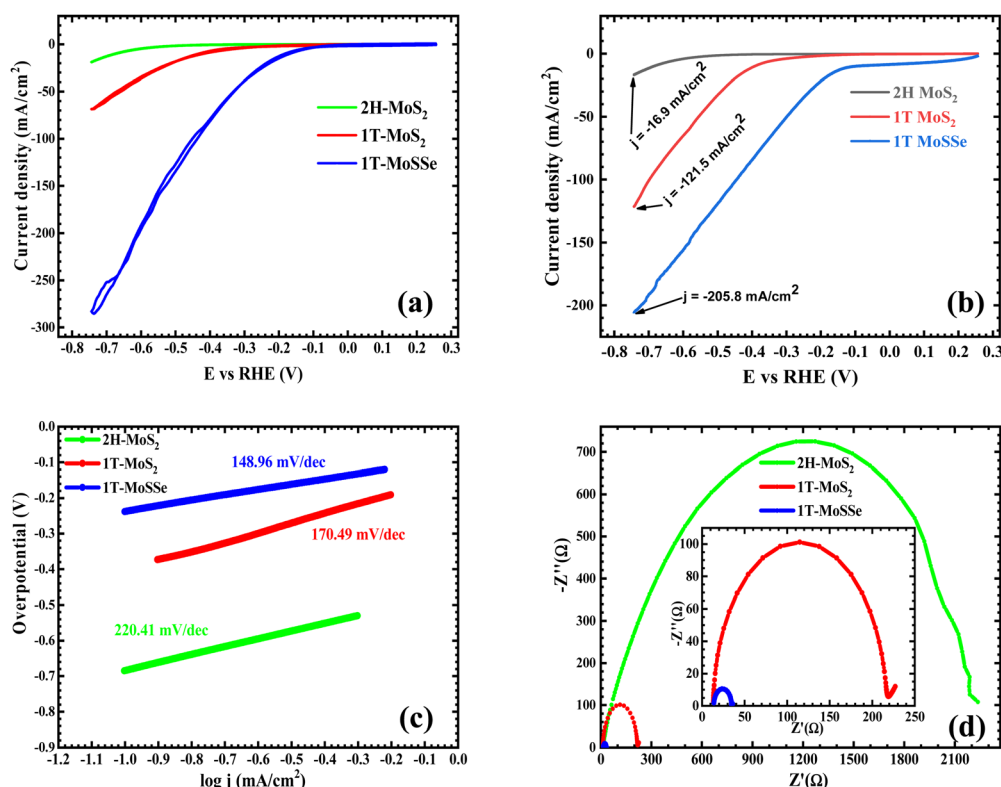 0
-50
-100
-150
-200
-250
-300
-0.8 -0.7 -0.6 -0.5 -0.4 -0.3 -0.2 -0.1 0.0 0.1 0.2 0.3
Current density (mA/cm²)
E vs RHE (V)
2H-MoS₂
1T-MoS₂
1T-MoSSe
(a)
0
-50
-100
-150
-200
-0.8 -0.7 -0.6 -0.5 -0.4 -0.3 -0.2 -0.1 0.0 0.1 0.2 0.3
Current density (mA/cm²)
E vs RHE (V)
j = -16.9 mA/cm²
j = -121.5 mA/cm²
j = -205.8 mA/cm²
2H MoS₂
1T MoS₂
1T MoSSe
(b)
0.0
-0.1
-0.2
-0.3
-0.4
-0.5
-0.6
-0.7
-0.8
-0.9
-1.2 -1.1 -1.0 -0.9 -0.8 -0.7 -0.6 -0.5 -0.4 -0.3 -0.2 -0.1 0.0
Overpotential (V)
log j (mA/cm²)
2H-MoS₂
1T-MoS₂
1T-MoSSe
148.96 mV/dec
170.49 mV/dec
220.41 mV/dec
(c)
700
600
500
400
300
200
100
0
0 300 600 900 1200 1500 1800 2100
-Z''(Ω)
Z'(Ω)
2H-MoS₂
1T-MoS₂
1T-MoSSe
100
80
60
40
20
0
0 50 100 150 200 250
-Z''(Ω)
Z'(Ω)
(d)